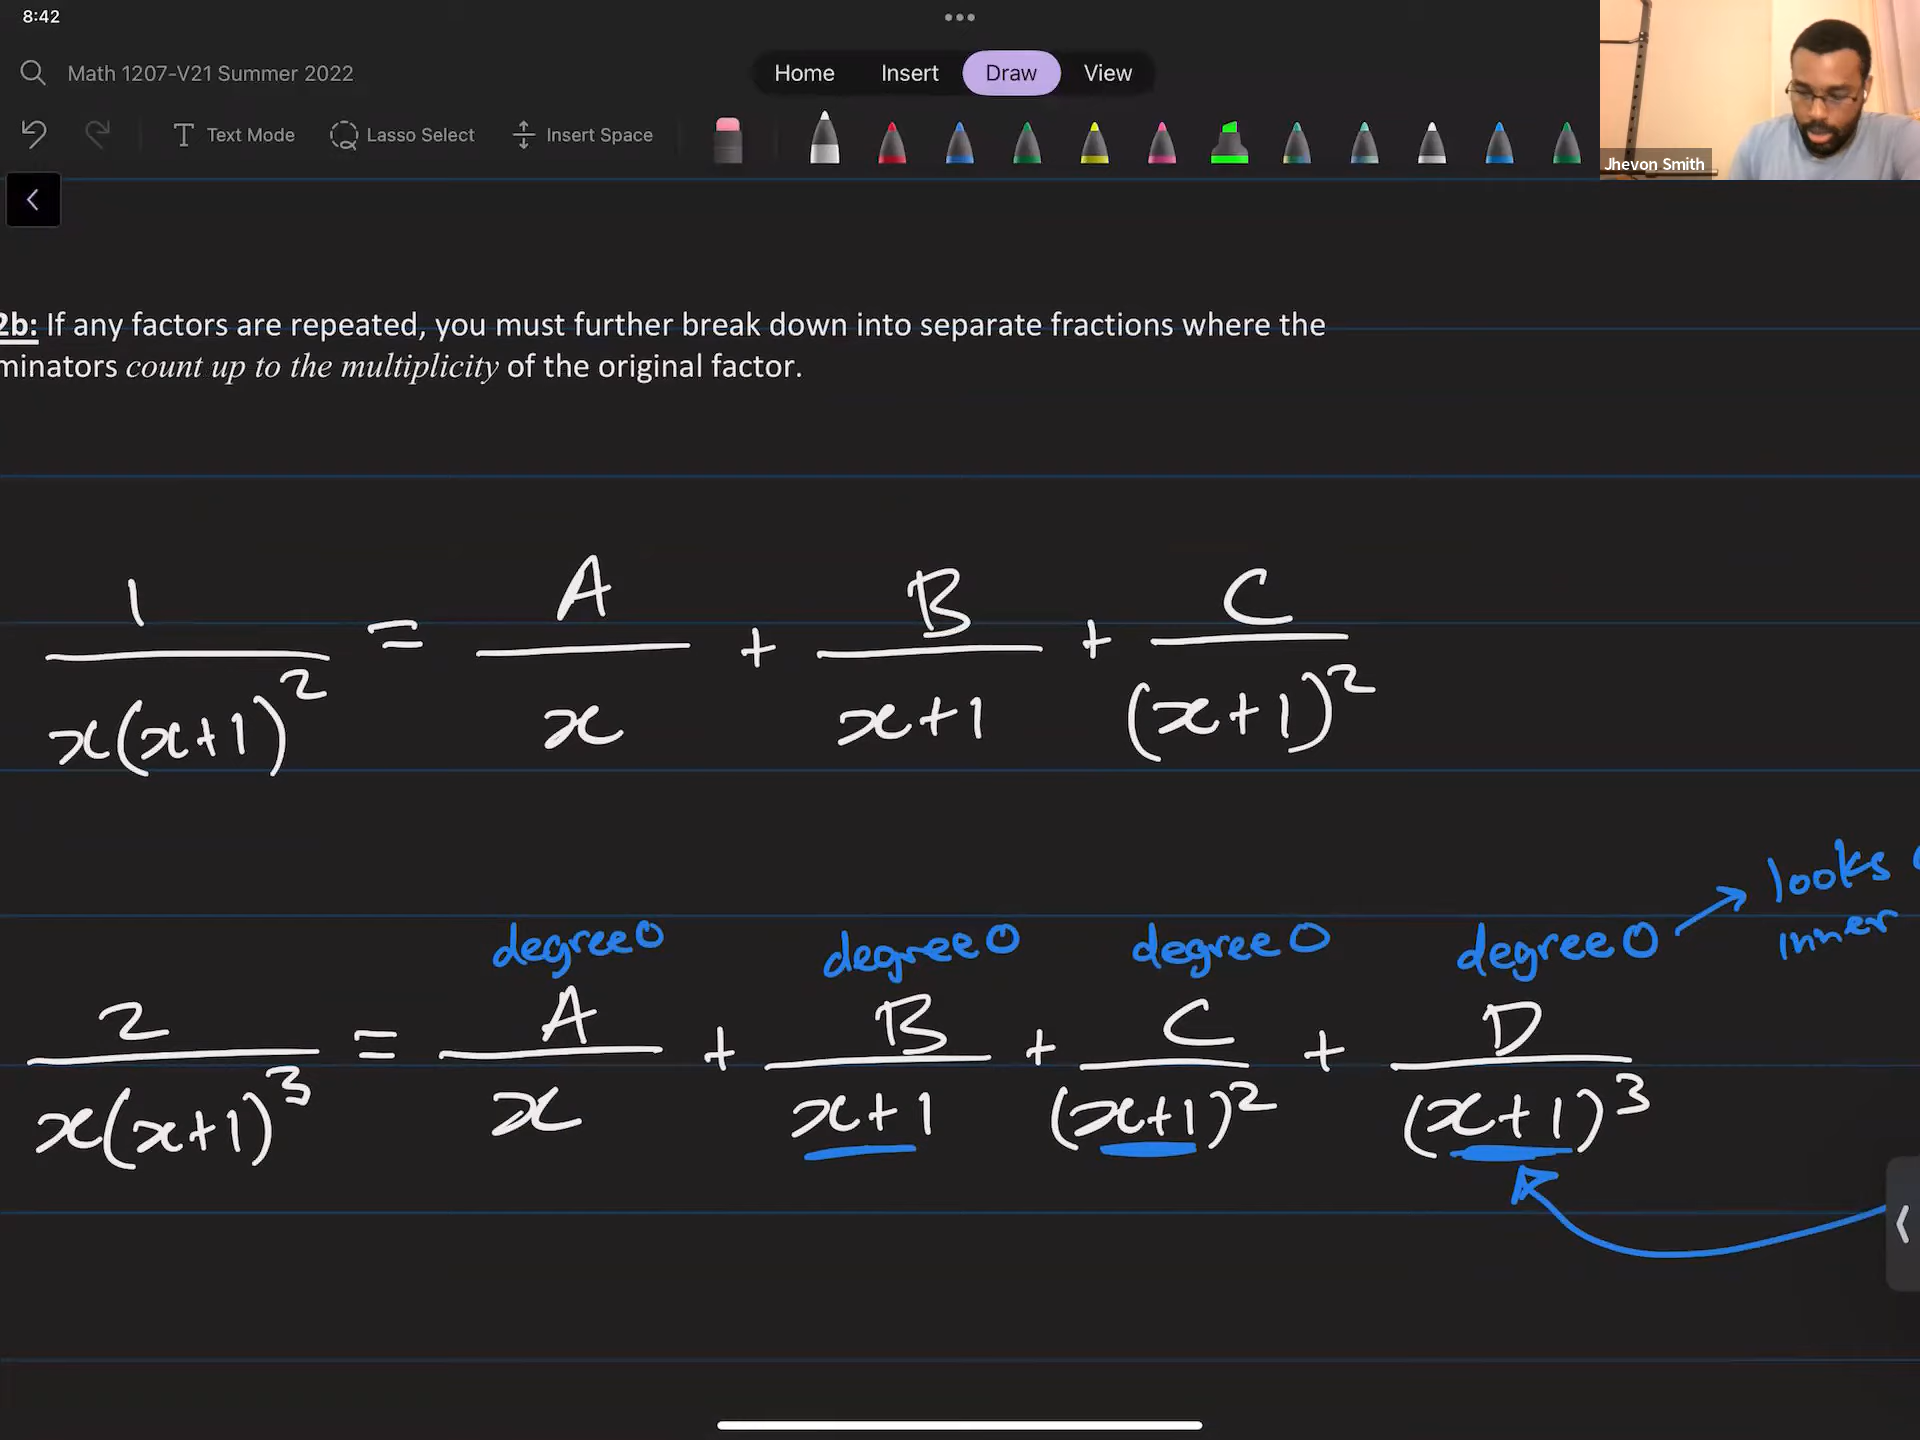 8:42
Math 1207-V21 Summer 2022
Home Insert Draw View
Text Mode Lasso Select Insert Space
Jhevon Smith
2b: If any factors are repeated, you must further break down into separate fractions where the
minators count up to the multiplicity of the original factor.
1/(x(x+1)^2) = A/x + B/(x+1) + C/(x+1)^2
looks
inner
degree 0 degree 0 degree 0 degree 0
2/(x(x+1)^3) = A/x + B/(x+1) + C/(x+1)^2 + D/(x+1)^3